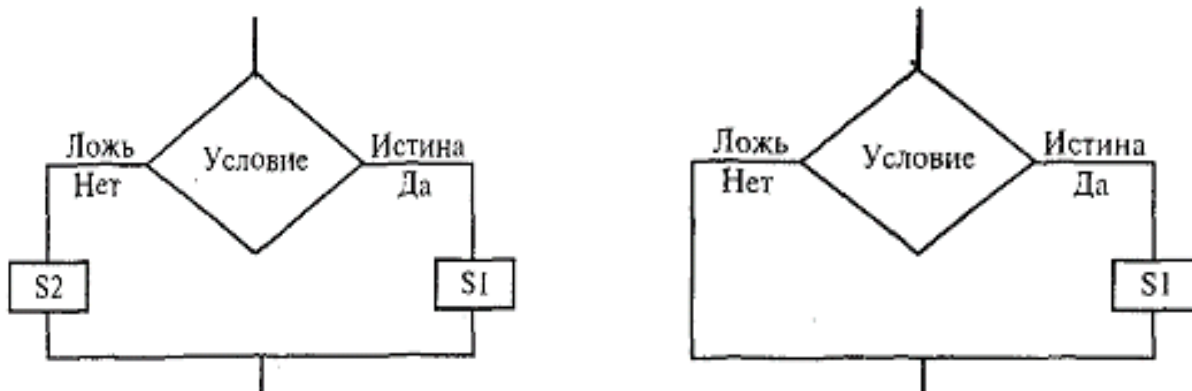 Ложь
Условие
Истина
Нет
Да
S2
S1
Ложь
Условие
Истина
Нет
Да
S1